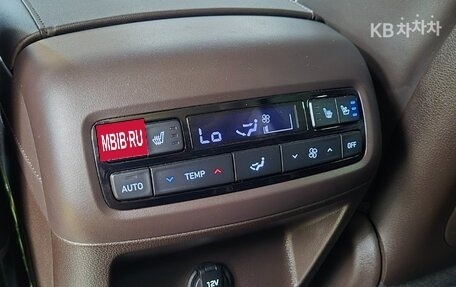 KB차차차
MBIB.RU
Lo
AUTO
TEMP
OFF
12V